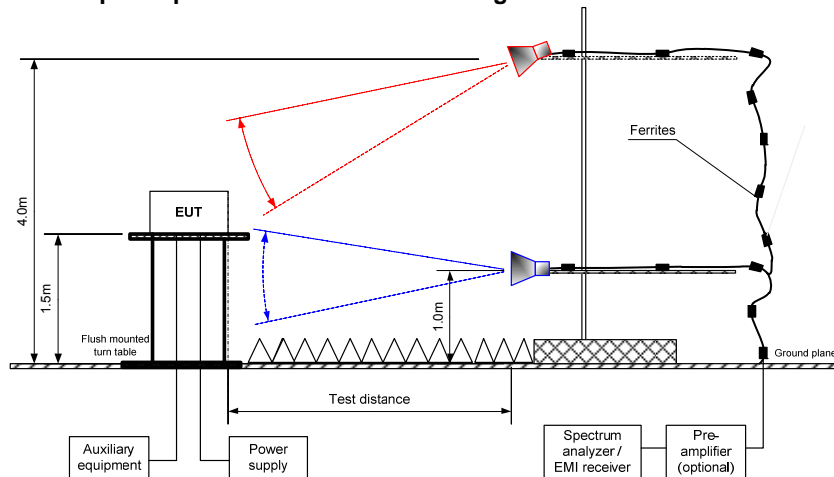 EUT
Ferrites
4.0m
1.5m
1.0m
Flush mounted
turn table
Ground plane
Test distance
Auxiliary
equipment
Power
supply
Spectrum
analyzer /
EMI receiver
Pre-
amplifier
(optional)